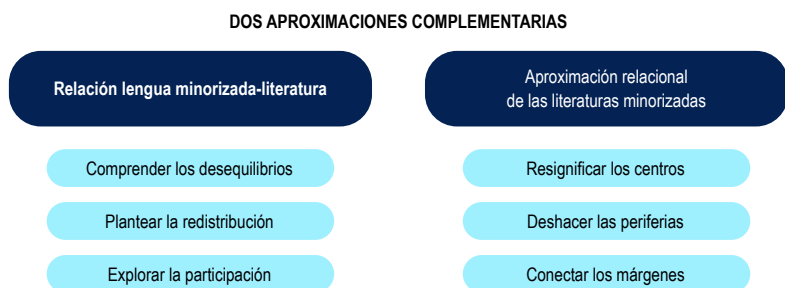 DOS APROXIMACIONES COMPLEMENTARIAS
Relación lengua minorizada-literatura
Comprender los desequilibrios
Plantear la redistribución
Explorar la participación
Aproximación relacional
de las literaturas minorizadas
Resignificar los centros
Deshacer las periferias
Conectar los márgenes